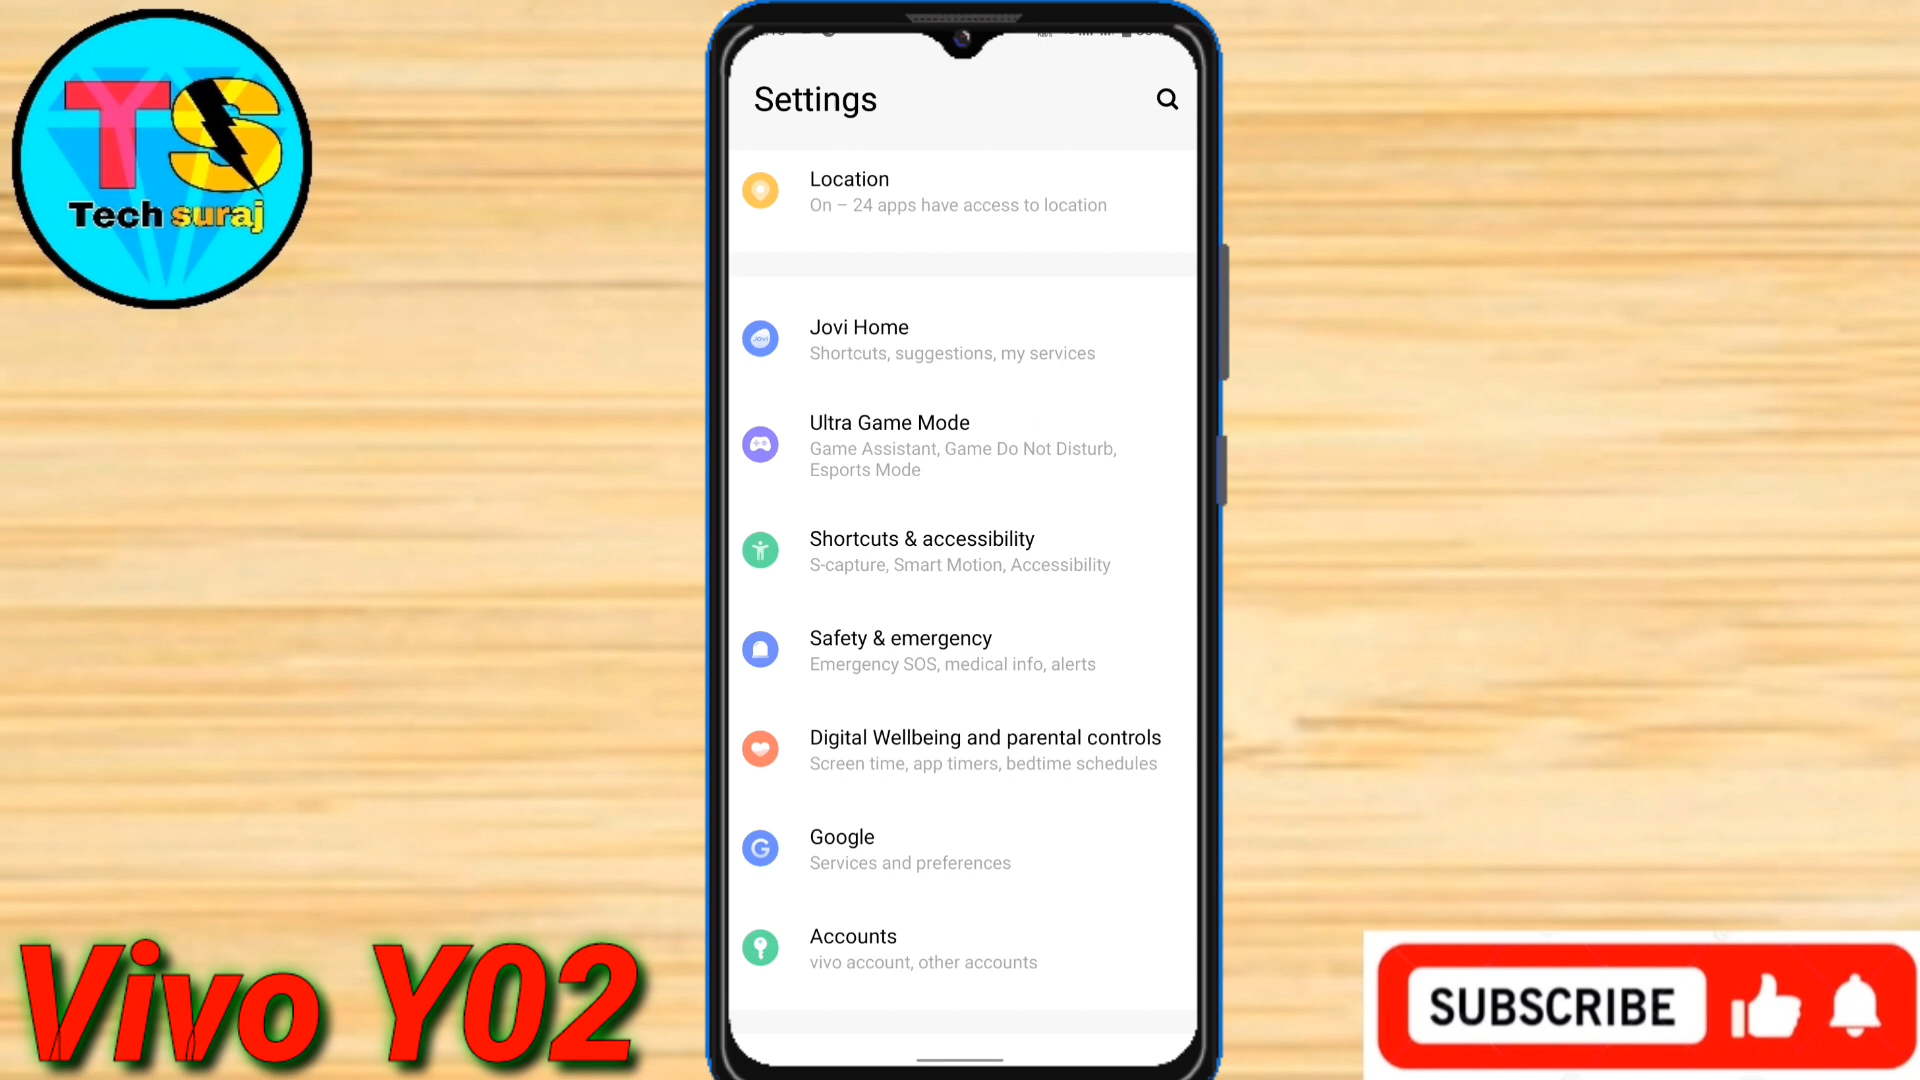 TS
Tech suraj
Settings
Location
On – 24 apps have access to location
Jovi Home
Shortcuts, suggestions, my services
Ultra Game Mode
Game Assistant, Game Do Not Disturb,
Esports Mode
Shortcuts & accessibility
S-capture, Smart Motion, Accessibility
Safety & emergency
Emergency SOS, medical info, alerts
Digital Wellbeing and parental controls
Screen time, app timers, bedtime schedules
Google
Services and preferences
Accounts
vivo account, other accounts
Vivo Y02
SUBSCRIBE